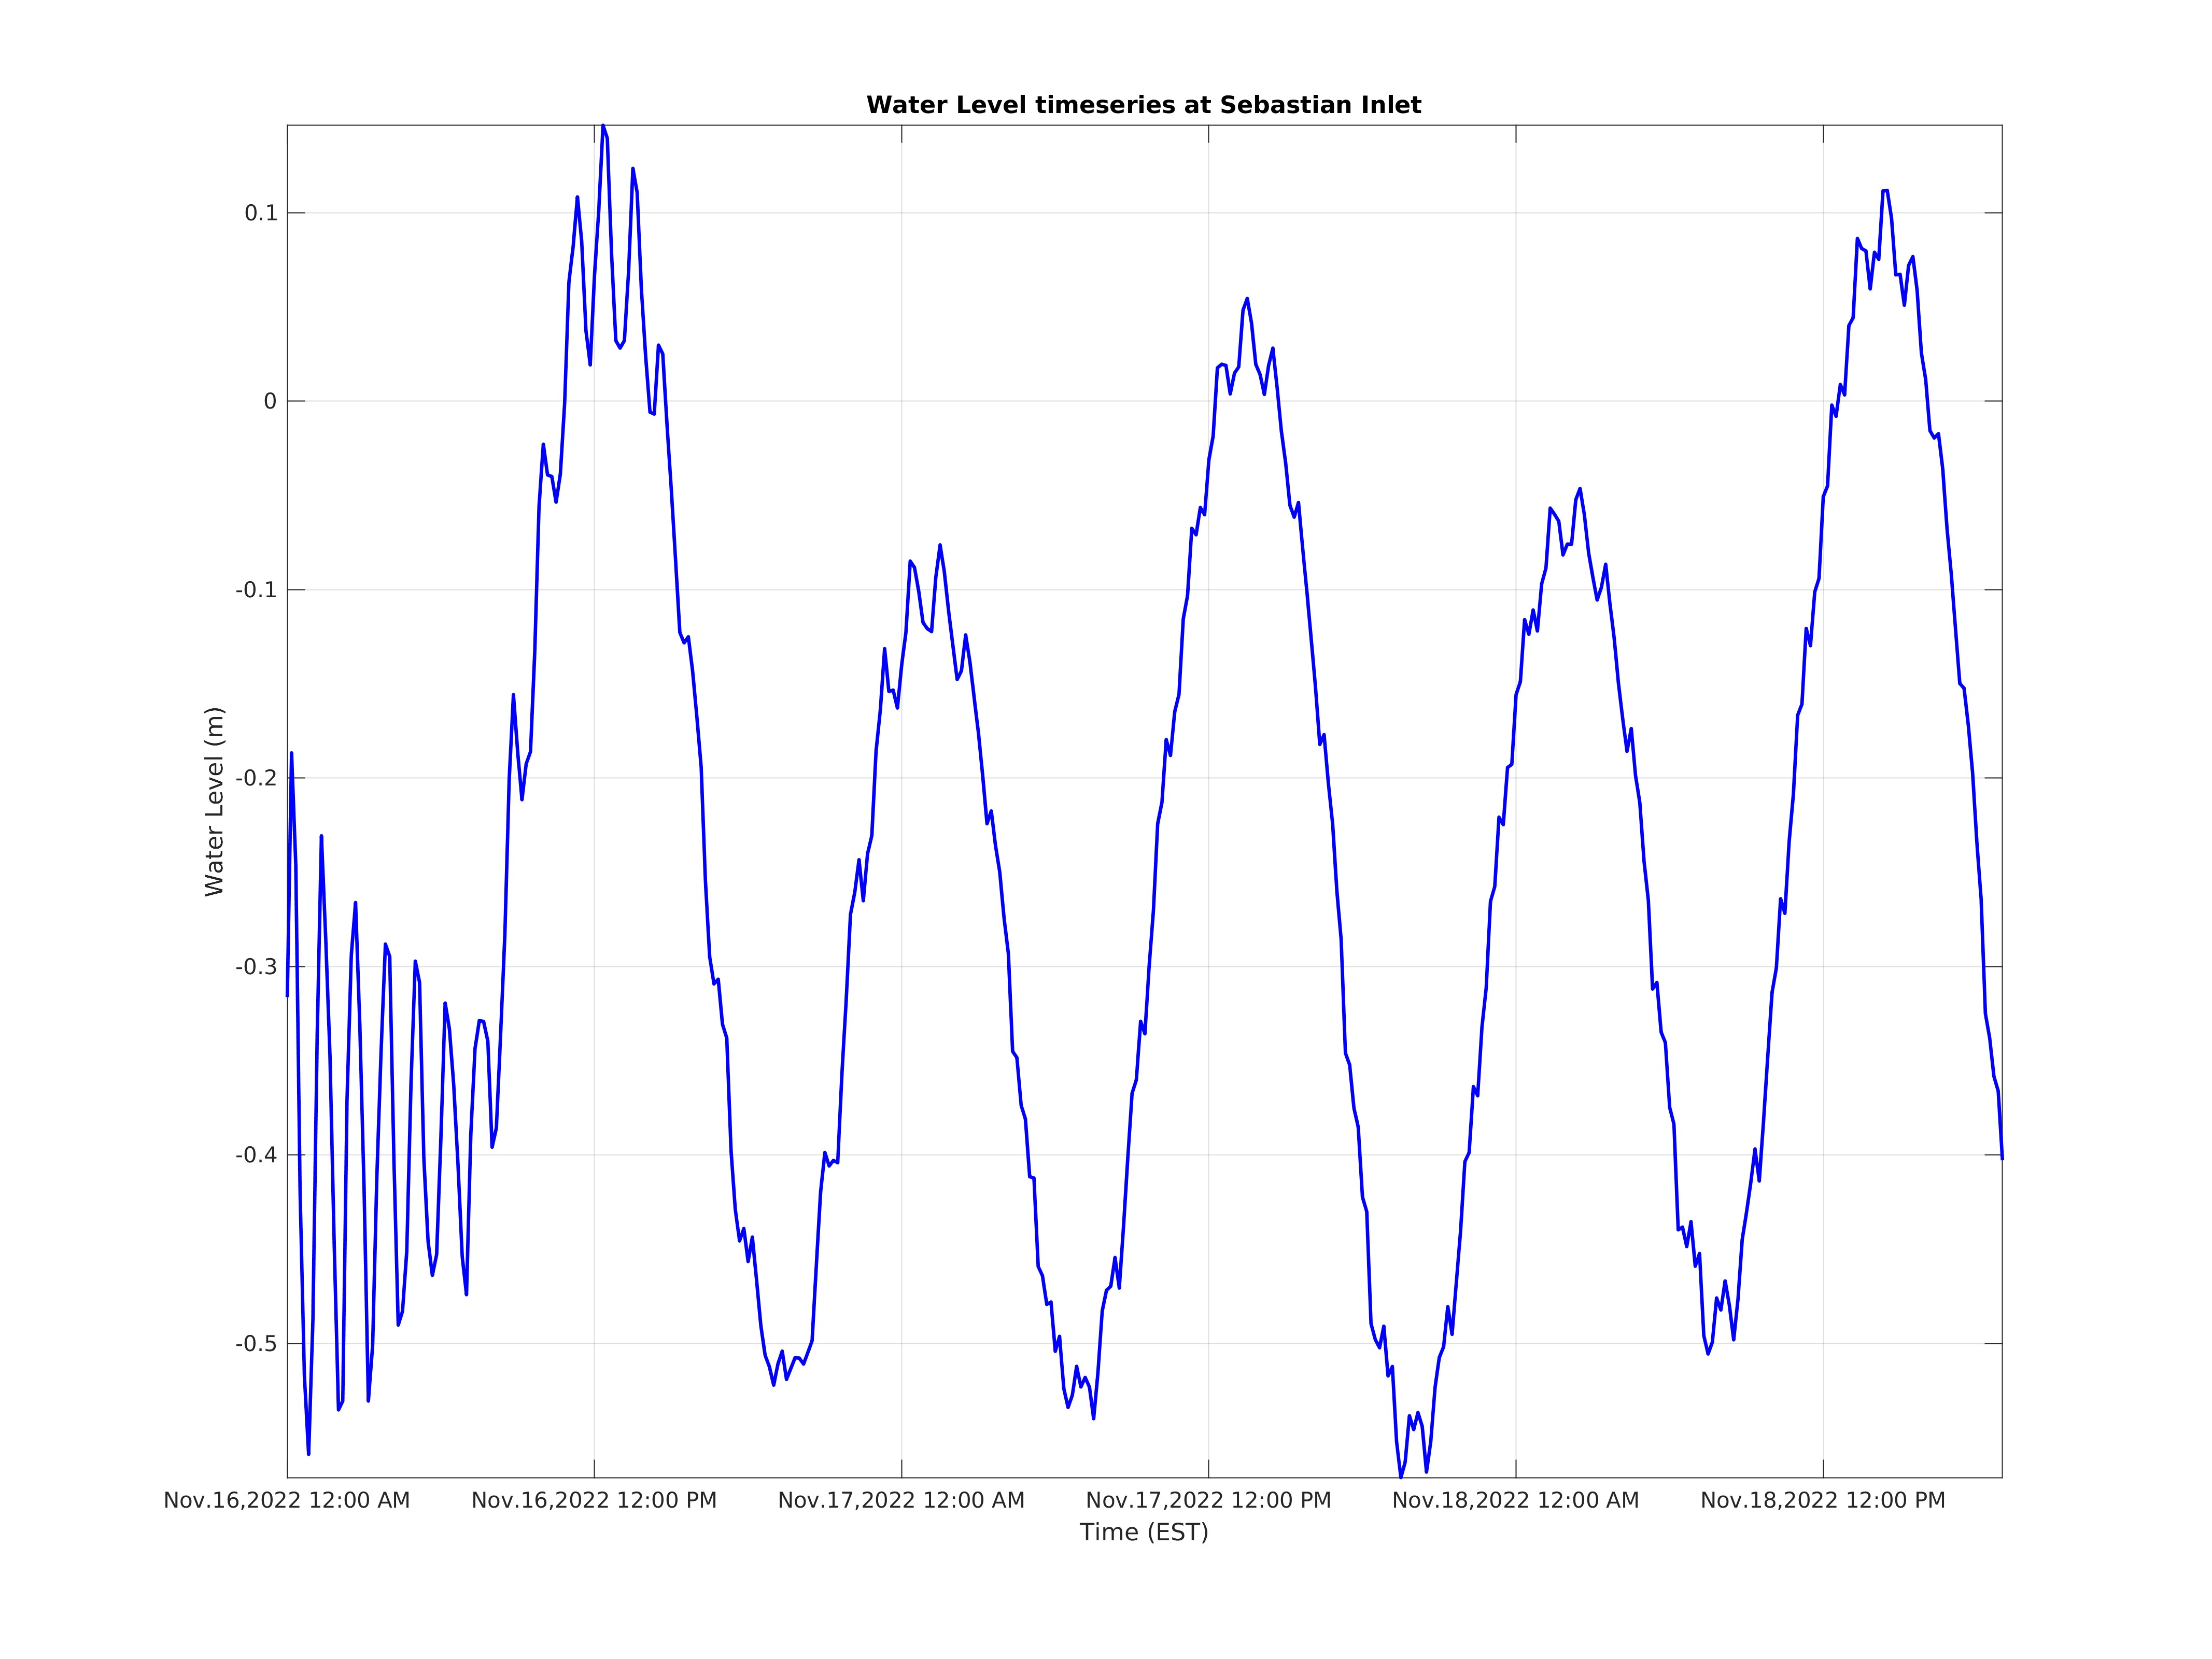 Water Level timeseries at Sebastian Inlet
0.1
0
-0.1
-0.2
-0.3
-0.4
-0.5
Water Level (m)
Nov.16,2022 12:00 AM
Nov.16,2022 12:00 PM
Nov.17,2022 12:00 AM
Nov.17,2022 12:00 PM
Nov.18,2022 12:00 AM
Nov.18,2022 12:00 PM
Time (EST)